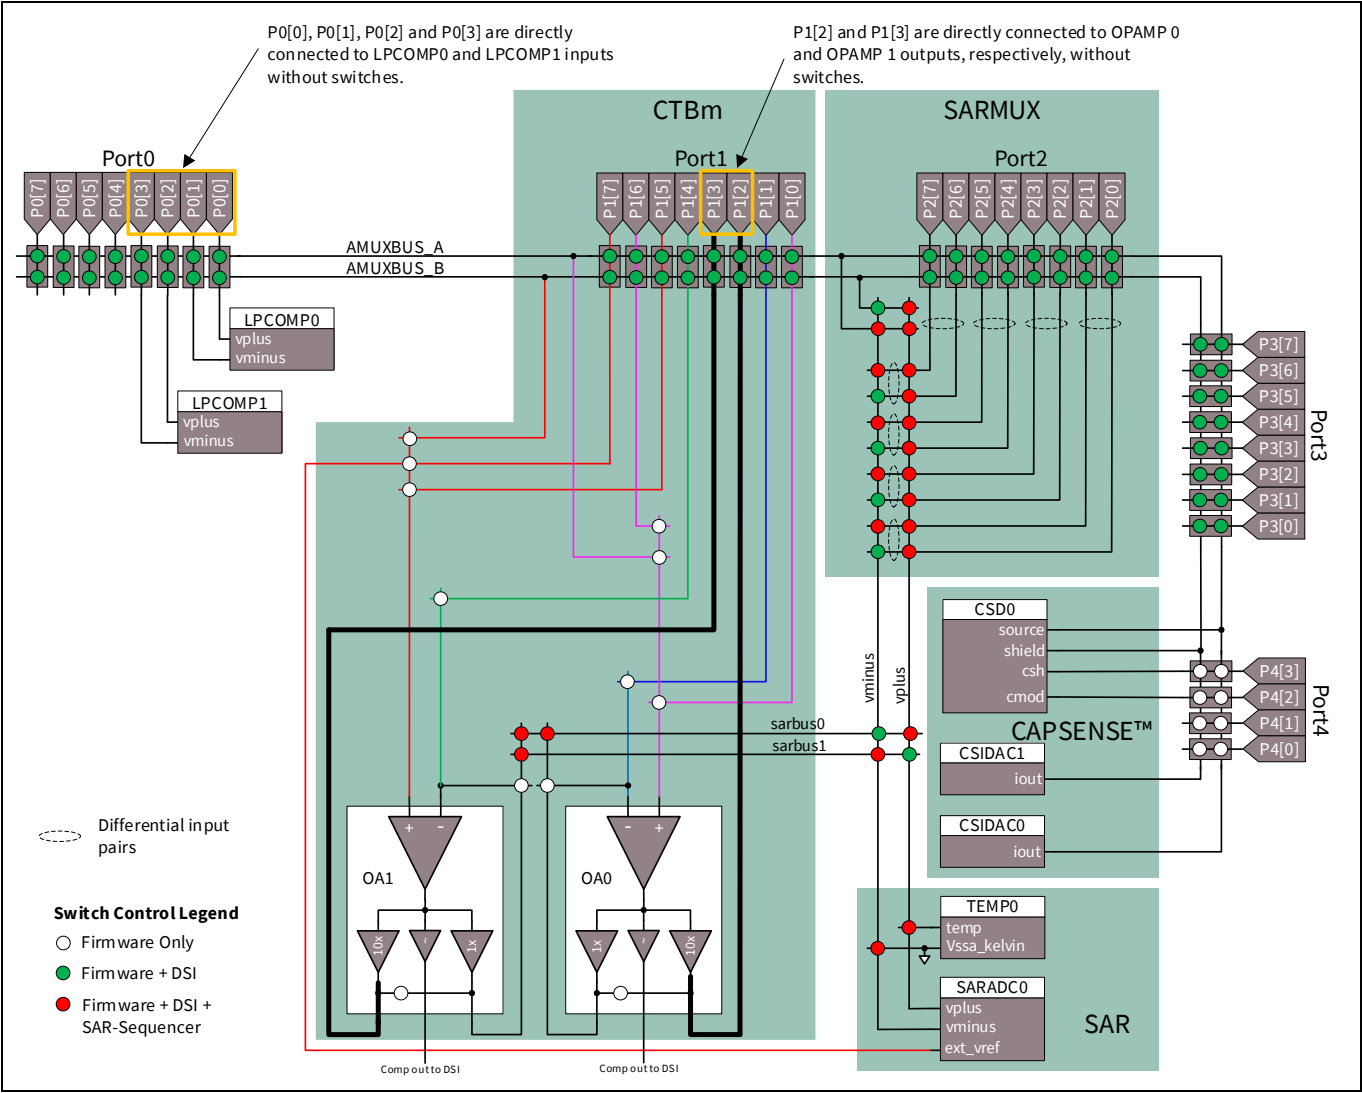 P0[0], P0[1], P0[2] and P0[3] are directly
connected to LPCOMP0 and LPCOMP1 inputs
without switches.
P1[2] and P1[3] are directly connected to OPAMP 0
and OPAMP 1 outputs, respectively, without
switches.
CTBm
SARMUX
Port0
Port1
Port2
P0[7]
P0[6]
P0[5]
P0[4]
P0[3]
P0[2]
P0[1]
P0[0]
P1[7]
P1[6]
P1[5]
P1[4]
P1[3]
P1[2]
P1[1]
P1[0]
P2[7]
P2[6]
P2[5]
P2[4]
P2[3]
P2[2]
P2[1]
P2[0]
AMUXBUS_A
AMUXBUS_B
LPCOMP0
vplus
vminus
LPCOMP1
vplus
vminus
P3[7]
P3[6]
P3[5]
P3[4]
P3[3]
P3[2]
P3[1]
P3[0]
Port3
CSD0
source
shield
csh
cmod
P4[3]
P4[2]
P4[1]
P4[0]
Port4
vminus
vplus
sarbus0
sarbus1
CAPSENSE™
CSIDAC1
iout
CSIDAC0
iout
+
-
OA1
10x
~
1x
-
+
OA0
1x
~
10x
Differential input
pairs
Switch Control Legend
Firmware Only
Firmware + DSI
Firmware + DSI +
SAR-Sequencer
TEMP0
temp
Vssa_kelvin
SARADC0
vplus
vminus
ext_vref
SAR
Comp out to DSI
Comp out to DSI